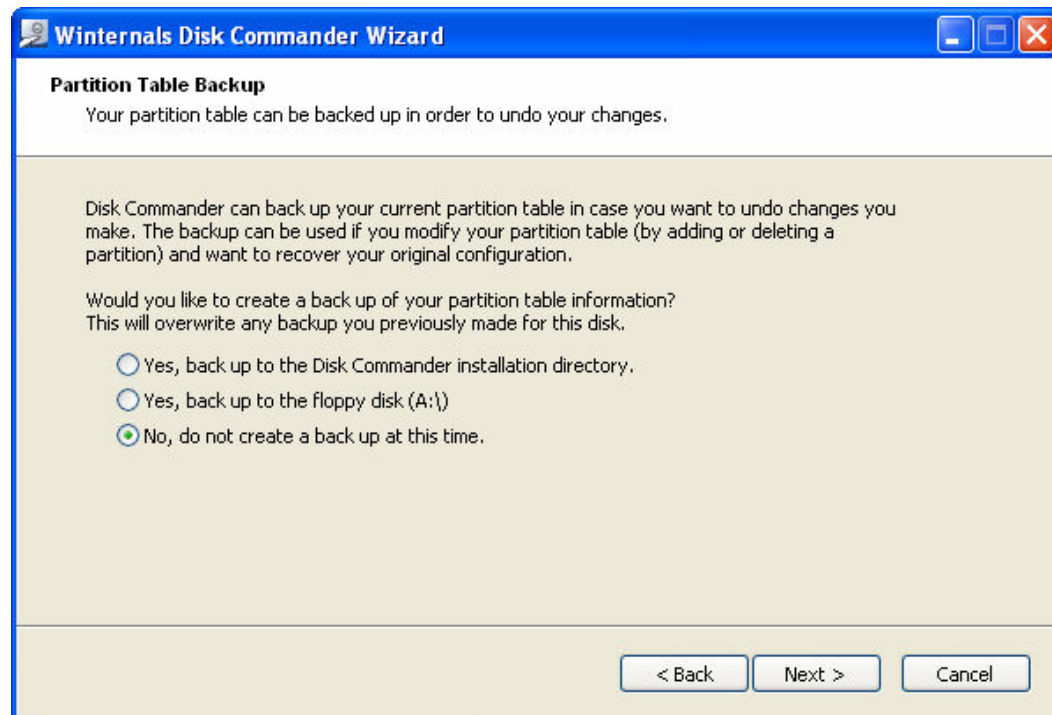 Winternals Disk Commander Wizard
Partition Table Backup
Your partition table can be backed up in order to undo your changes.
Disk Commander can back up your current partition table in case you want to undo changes you
make. The backup can be used if you modify your partition table (by adding or deleting a
partition) and want to recover your original configuration.
Would you like to create a back up of your partition table information?
This will overwrite any backup you previously made for this disk.
Yes, back up to the Disk Commander installation directory.
Yes, back up to the floppy disk (A:\)
No, do not create a back up at this time.
< Back Next > Cancel